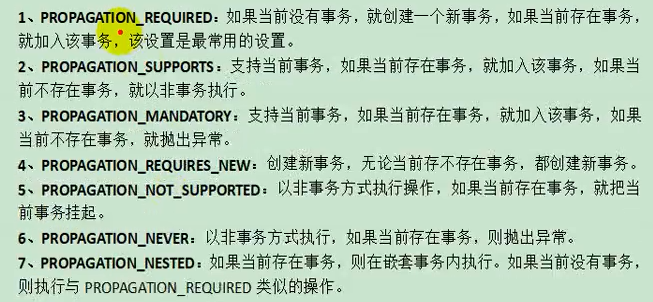 1、PROPAGATION_REQUIRED：如果当前没有事务，就创建一个新事务，如果当前存在事务，
就加入该事务，该设置是最常用的设置。
2、PROPAGATION_SUPPORTS：支持当前事务，如果当前存在事务，就加入该事务，如果当
前不存在事务，就以非事务执行。
3、PROPAGATION_MANDATORY：支持当前事务，如果当前存在事务，就加入该事务，如果
当前不存在事务，就抛出异常。
4、PROPAGATION_REQUIRES_NEW：创建新事务，无论当前存不存在事务，都创建新事务。
5、PROPAGATION_NOT_SUPPORTED：以非事务方式执行操作，如果当前存在事务，就把当
前事务挂起。
6、PROPAGATION_NEVER：以非事务方式执行，如果当前存在事务，则抛出异常。
7、PROPAGATION_NESTED：如果当前存在事务，则在嵌套事务内执行。如果当前没有事务，
则执行与 PROPAGATION_REQUIRED 类似的操作。